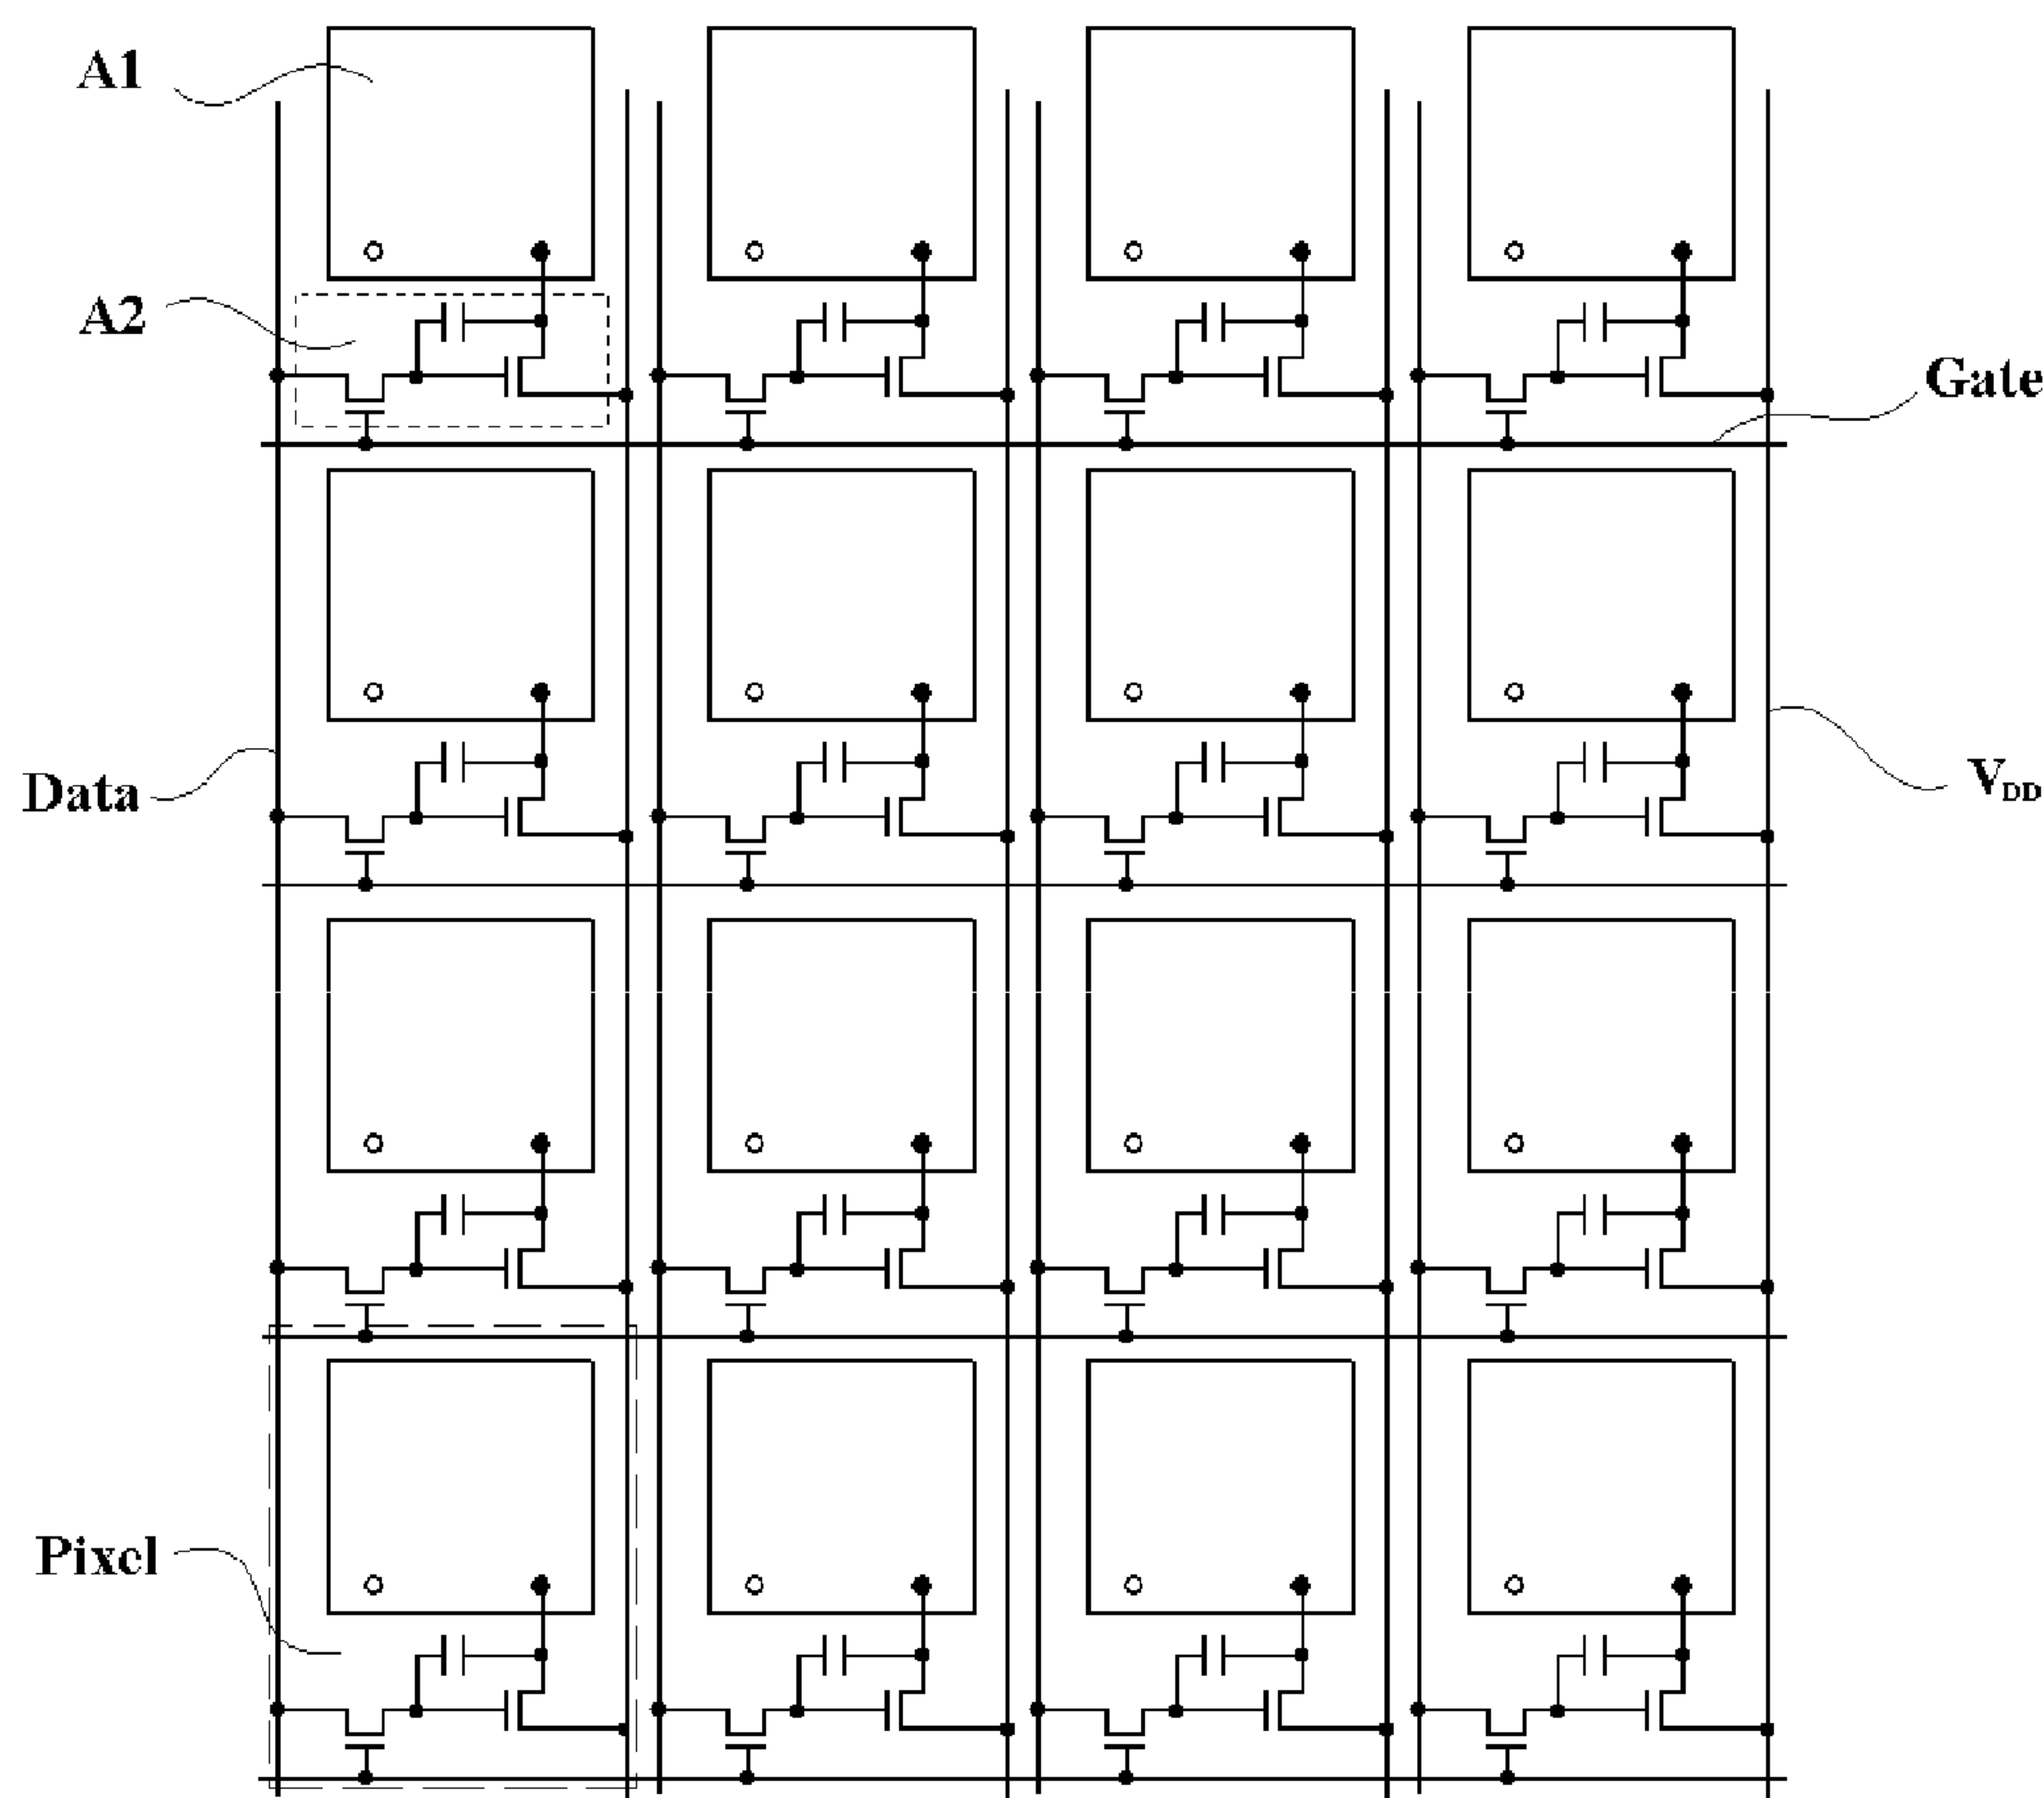 A1
A2
Gate
Data
VDD
Pixcl